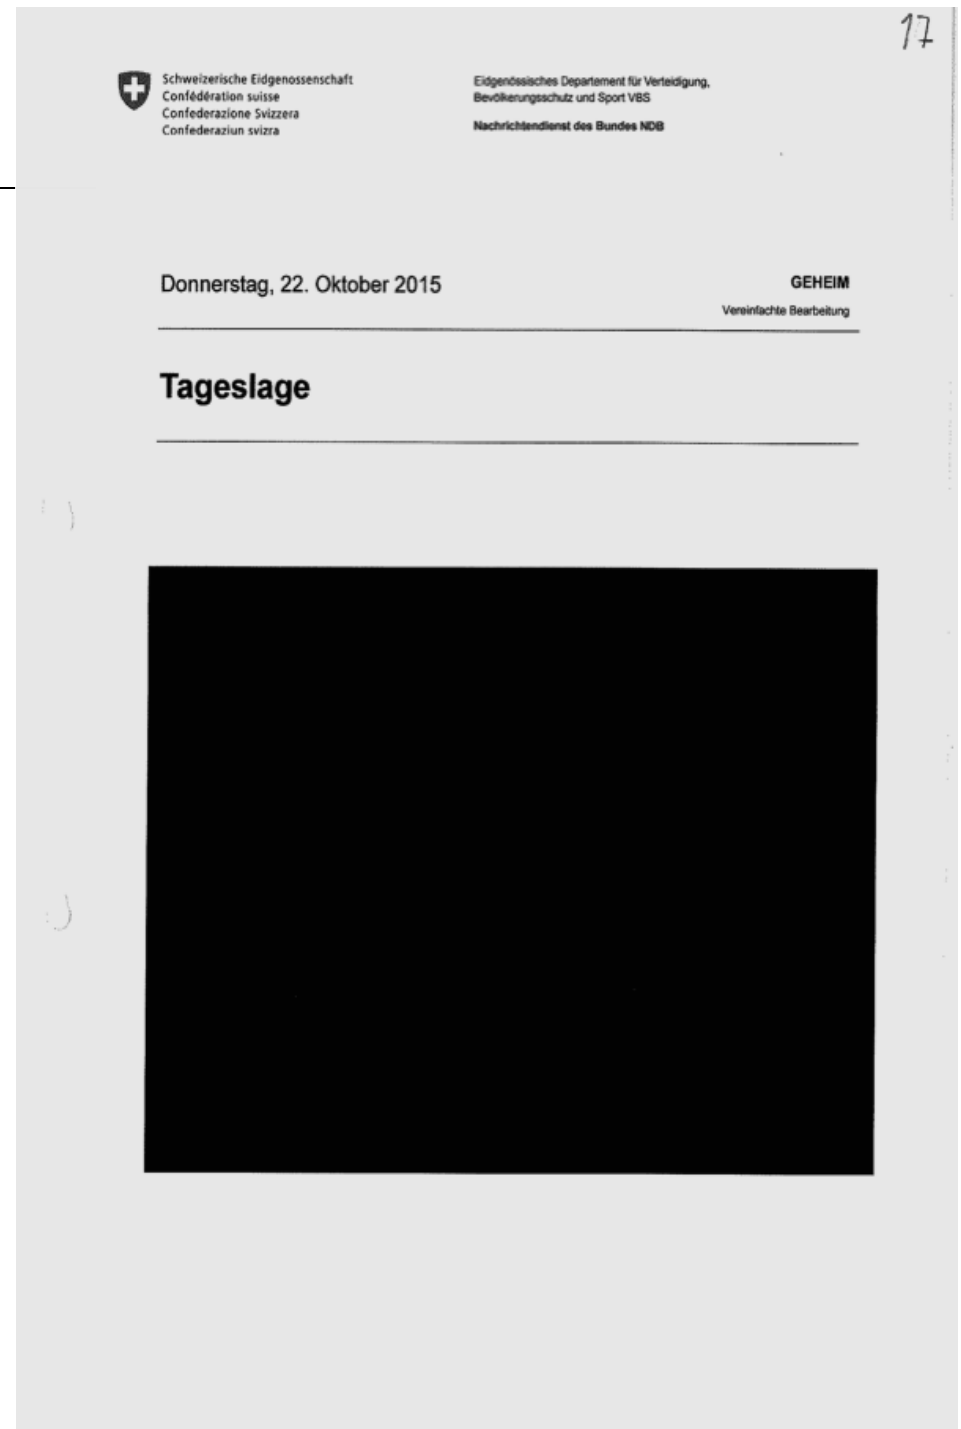 17
Schweizerische Eidgenossenschaft
Confédération suisse
Confederazione Svizzera
Confederaziun svizra
Eidgenössisches Departement für Verteidigung,
Bevölkerungsschutz und Sport VBS
Nachrichtendienst des Bundes NDB
Donnerstag, 22. Oktober 2015
GEHEIM
Vereinfachte Bearbeitung
Tageslage